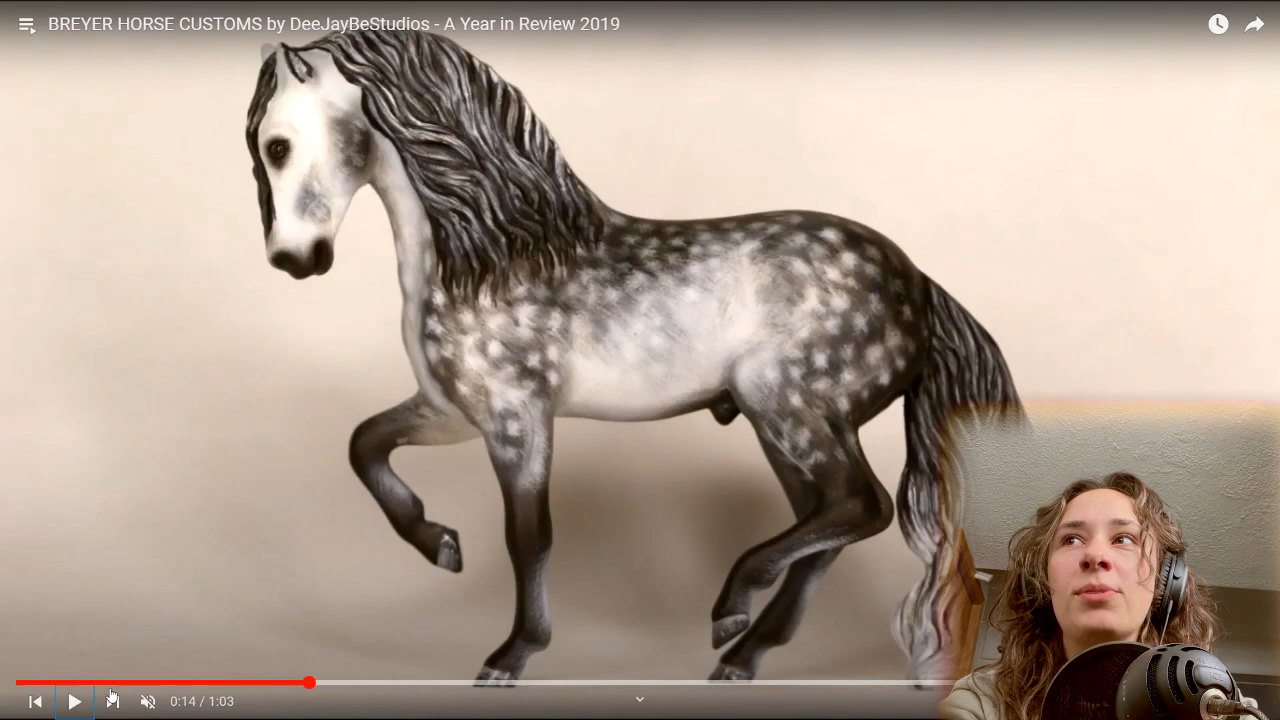 BREYER HORSE CUSTOMS by DeeJayBeStudios - A Year in Review 2019
0:14 / 1:03